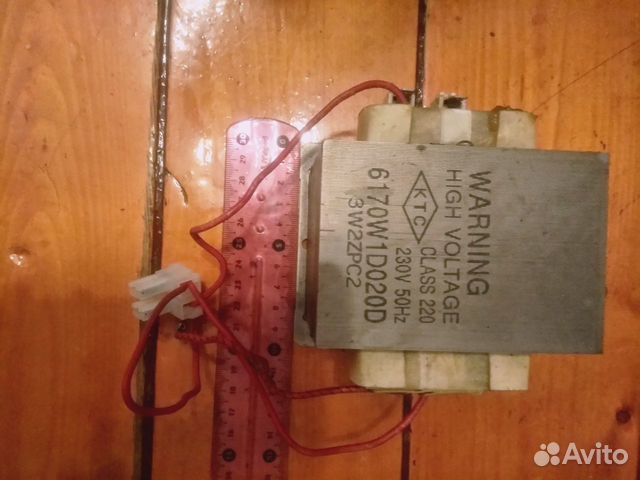 WARNING
HIGH VOLTAGE
KTC
CLASS 220
230V 50Hz
6170W1D020D
3W2ZPC2
Avito